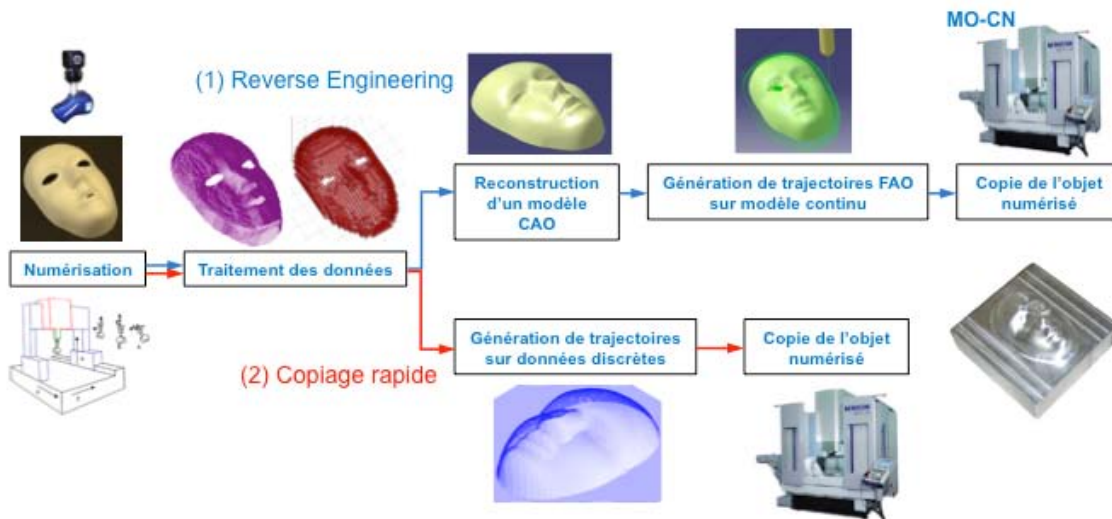 MO-CN
(1) Reverse Engineering
Reconstruction
d'un modèle
CAO
Génération de trajectoires FAO
sur modèle continu
Copie de l'objet
numérisé
Numérisation
Traitement des données
Génération de trajectoires
sur données discrètes
Copie de l'objet
numérisé
(2) Copiage rapide